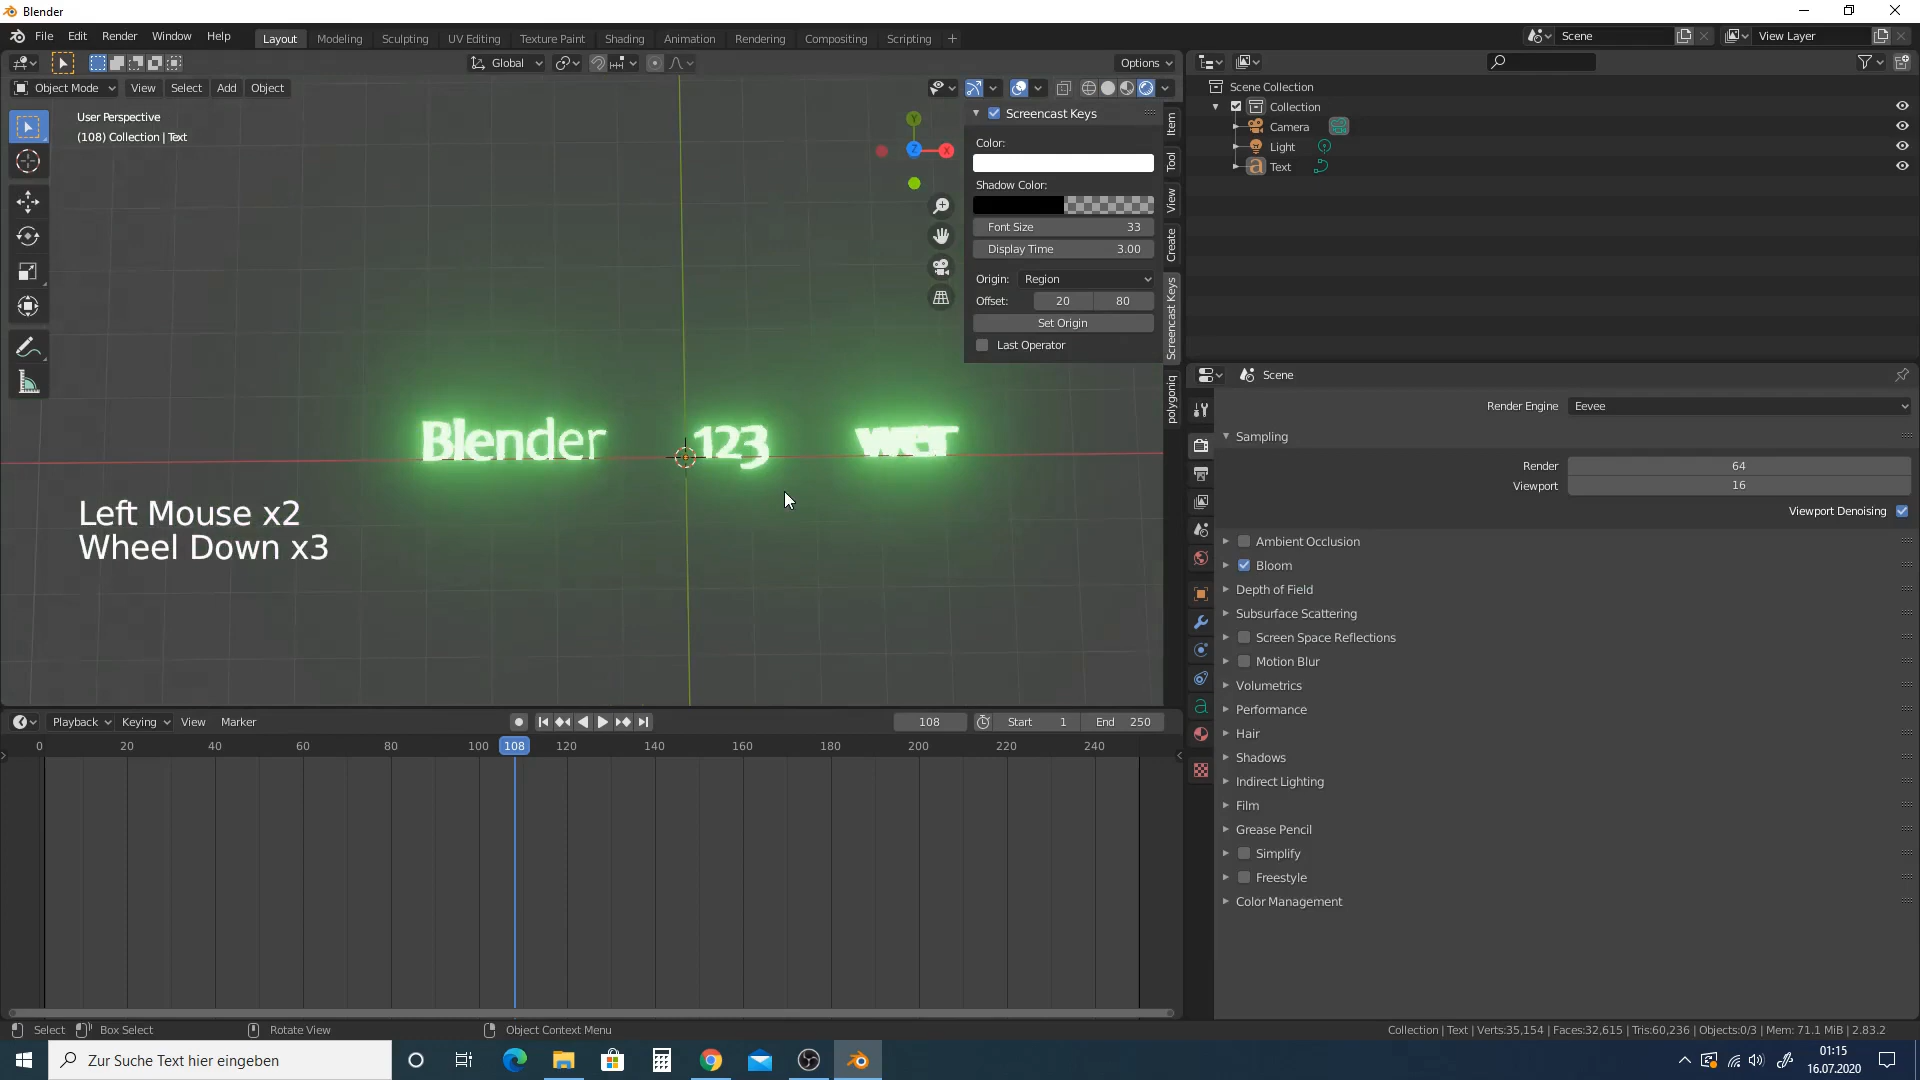 Blender
File Edit Render Window Help Layout Modeling Sculpting UV Editing Texture Paint Shading Animation Rendering Compositing Scripting Scene View Layer
Global Options
Object Mode View Select Add Object
User Perspective
(108) Collection | Text
Y
Z
X
Screencast Keys
Color:
Shadow Color:
Font Size 33
Display Time 3.00
Origin: Region
Offset: 20 80
Set Origin
Last Operator
Item
Tool
View
Create
Screencast Keys
polygoniq
Blender 123
Left Mouse x2
Wheel Down x3
Scene Collection
Collection
Camera
Light
Text
Scene
Render Engine Eevee
Sampling
Render 64
Viewport 16
Viewport Denoising
Ambient Occlusion
Bloom
Depth of Field
Subsurface Scattering
Screen Space Reflections
Motion Blur
Volumetrics
Performance
Hair
Shadows
Indirect Lighting
Film
Grease Pencil
Simplify
Freestyle
Color Management
Playback Keying View Marker 108 Start 1 End 250
0 20 40 60 80 100 108 120 140 160 180 200 220 240
Select Box Select Rotate View Object Context Menu Collection | Text | Verts:35,154 | Faces:32,615 | Tris:60,236 | Objects:0/3 | Mem: 71.1 MiB | 2.83.2
Zur Suche Text hier eingeben
01:15
16.07.2020